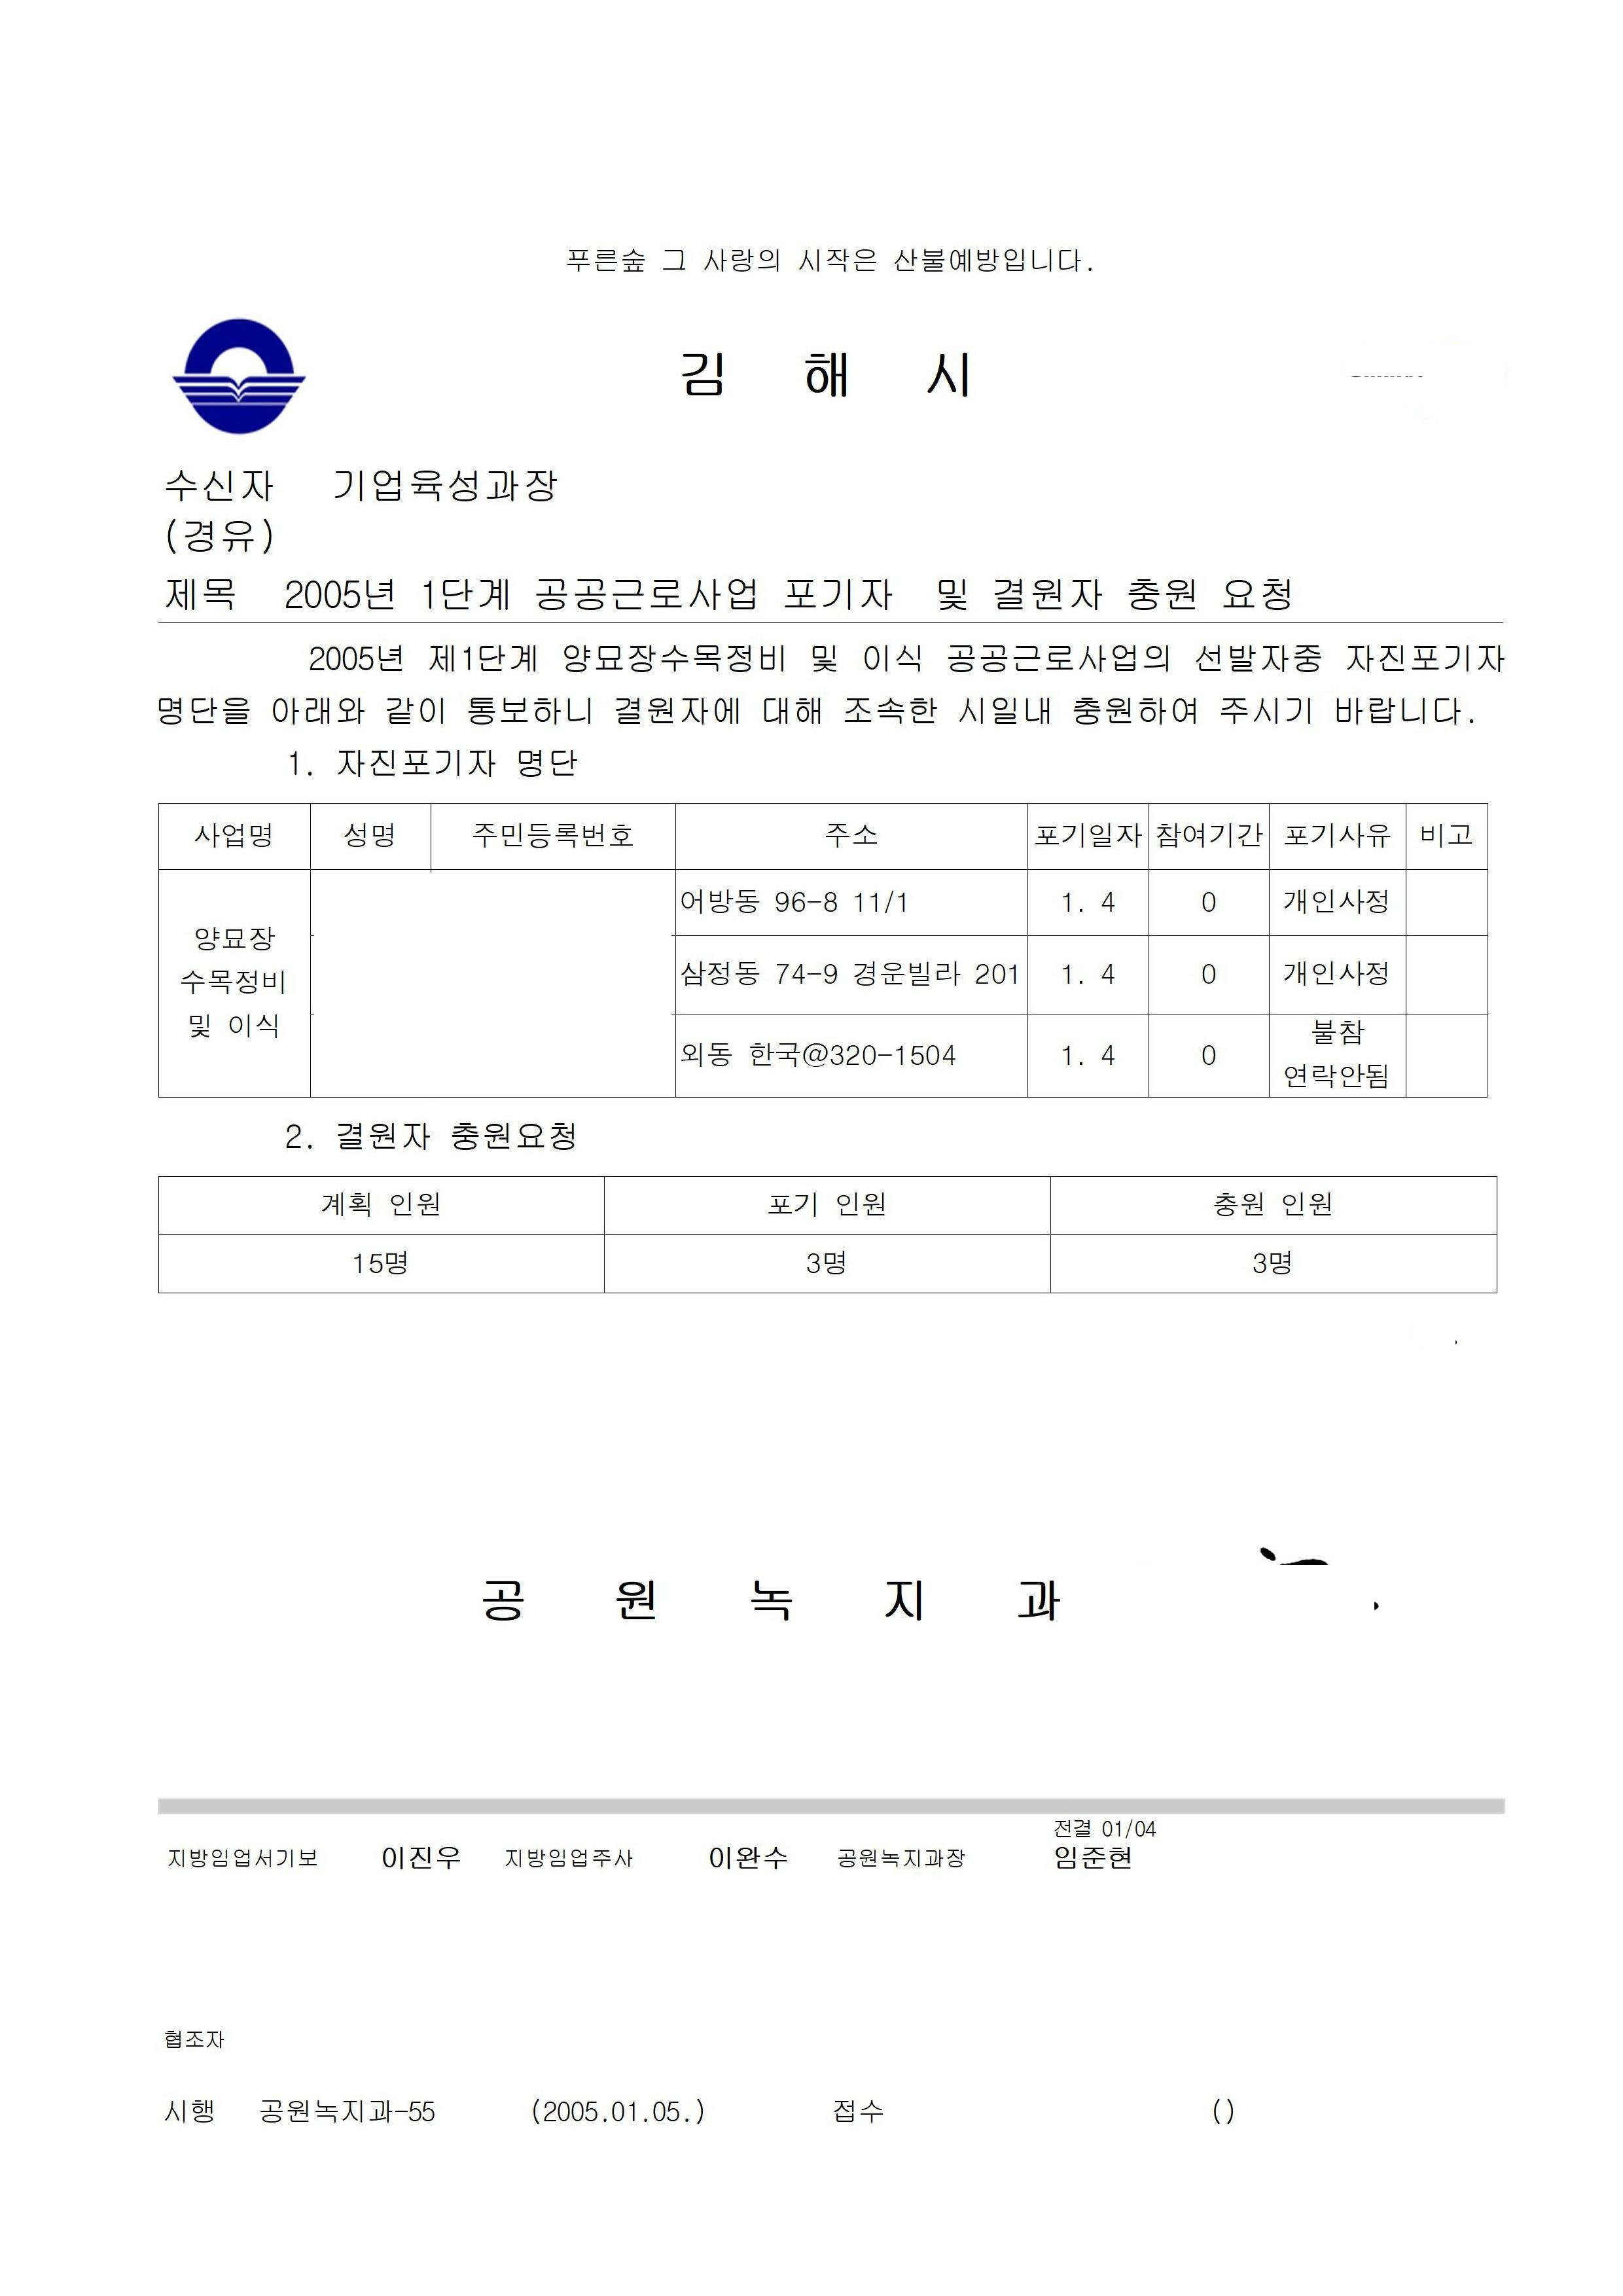 푸른숲 그 사랑의 시작은 산불예방입니다.
김 해 시
수신자 기업육성과장
(경유)
제목 2005년 1단계 공공근로사업 포기자 및 결원자 충원 요청
2005년 제1단계 양묘장수목정비 및 이식 공공근로사업의 선발자중 자진포기자
명단을 아래와 같이 통보하니 결원자에 대해 조속한 시일내 충원하여 주시기 바랍니다.
1. 자진포기자 명단
사업명 성명 주민등록번호 주소 포기일자 참여기간 포기사유 비고
양묘장
수목정비
및 이식
어방동 96-8 11/1 1. 4 0 개인사정
삼정동 74-9 경운빌라 201 1. 4 0 개인사정
외동 한국@320-1504 1. 4 0 불참
연락안됨
2. 결원자 충원요청
계획 인원 포기 인원 충원 인원
15명 3명 3명
공 원 녹 지 과
전결 01/04
지방임업서기보 이진우 지방임업주사 이완수 공원녹지과장 임준현
협조자
시행 공원녹지과-55 (2005.01.05.) 접수 ()